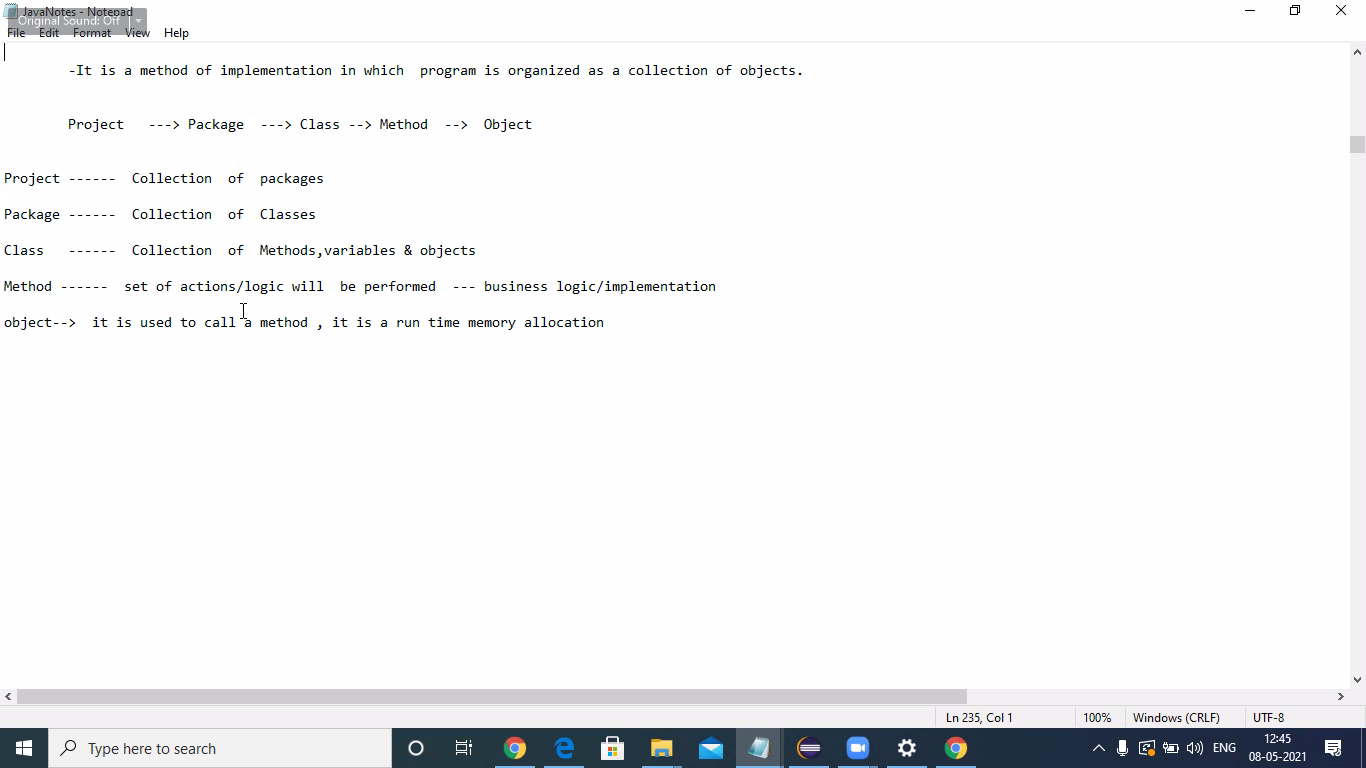 JavaNotes - Notepad
Original Sound: Off
File Edit Format View Help
-It is a method of implementation in which  program is organized as a collection of objects.
Project   ---> Package  ---> Class --> Method  -->  Object
Project ------  Collection  of  packages
Package ------  Collection  of  Classes
Class   ------  Collection  of  Methods,variables & objects
Method ------  set of actions/logic will  be performed  --- business logic/implementation
object-->  it is used to call a method , it is a run time memory allocation
Ln 235, Col 1 100% Windows (CRLF) UTF-8
Type here to search
ENG
12:45
08-05-2021